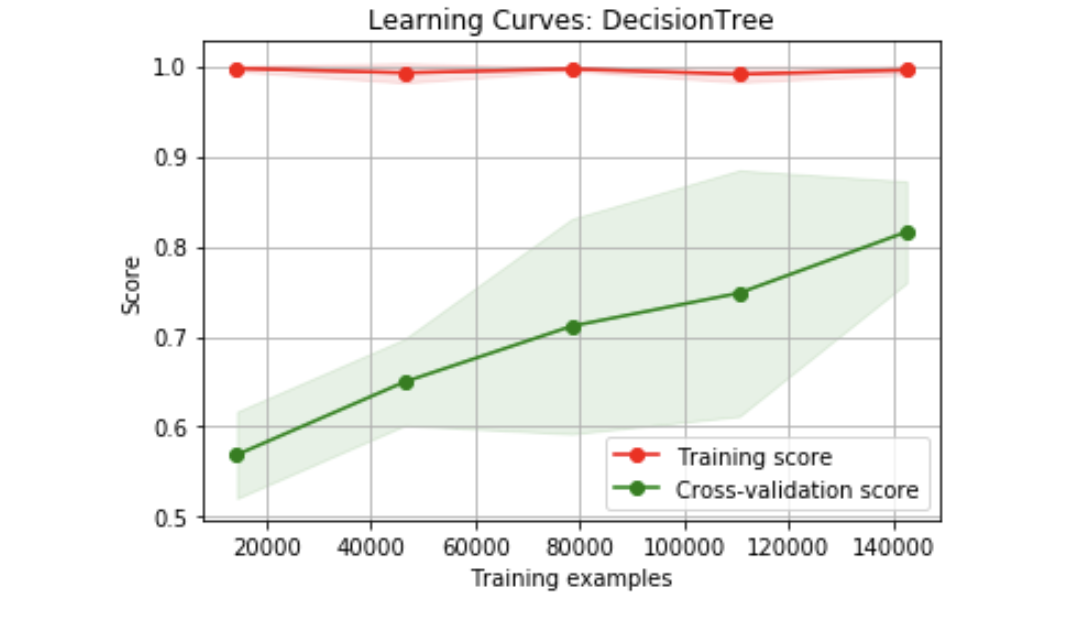 Learning Curves: DecisionTree
1.0
0.9
0.8
0.7
0.6
0.5
Score
Training score
Cross-validation score
20000 40000 60000 80000 100000 120000 140000
Training examples